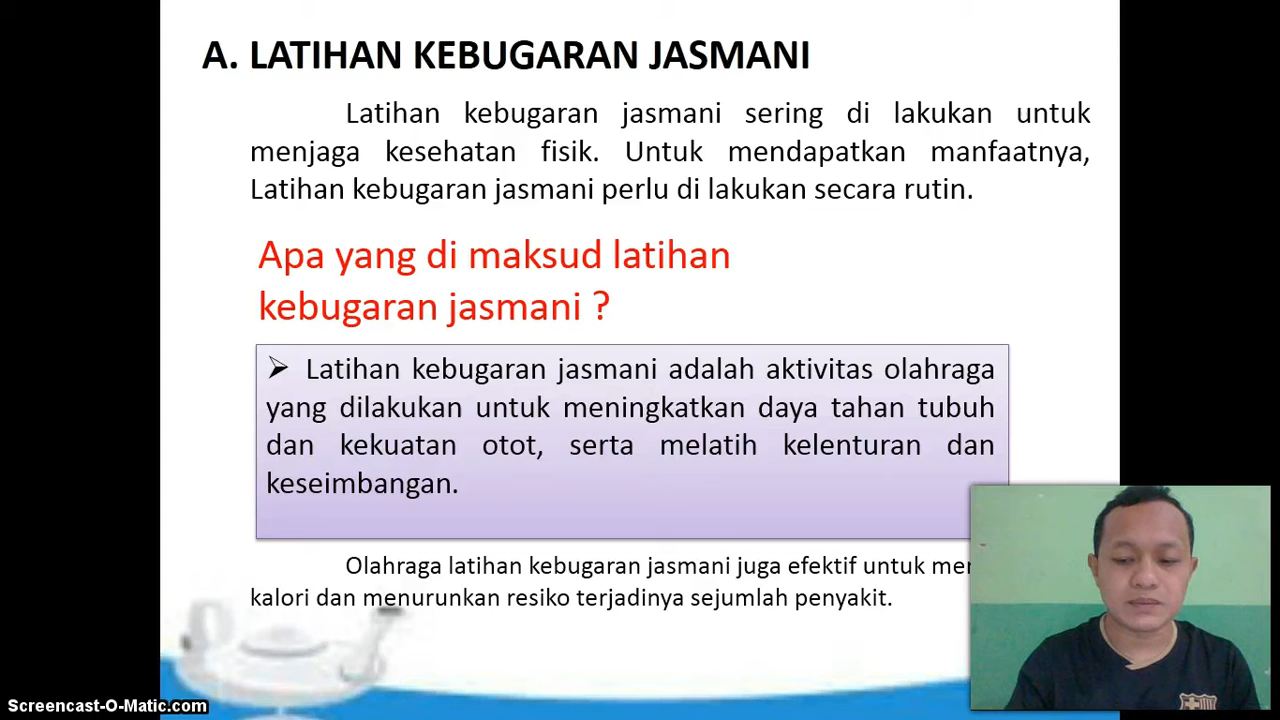 A. LATIHAN KEBUGARAN JASMANI
Latihan kebugaran jasmani sering di lakukan untuk
menjaga kesehatan fisik. Untuk mendapatkan manfaatnya,
Latihan kebugaran jasmani perlu di lakukan secara rutin.
Apa yang di maksud latihan
kebugaran jasmani ?
➢ Latihan kebugaran jasmani adalah aktivitas olahraga
yang dilakukan untuk meningkatkan daya tahan tubuh
dan kekuatan otot, serta melatih kelenturan dan
keseimbangan.
Olahraga latihan kebugaran jasmani juga efektif untuk
kalori dan menurunkan resiko terjadinya sejumlah penyakit.
Screencast-O-Matic.com